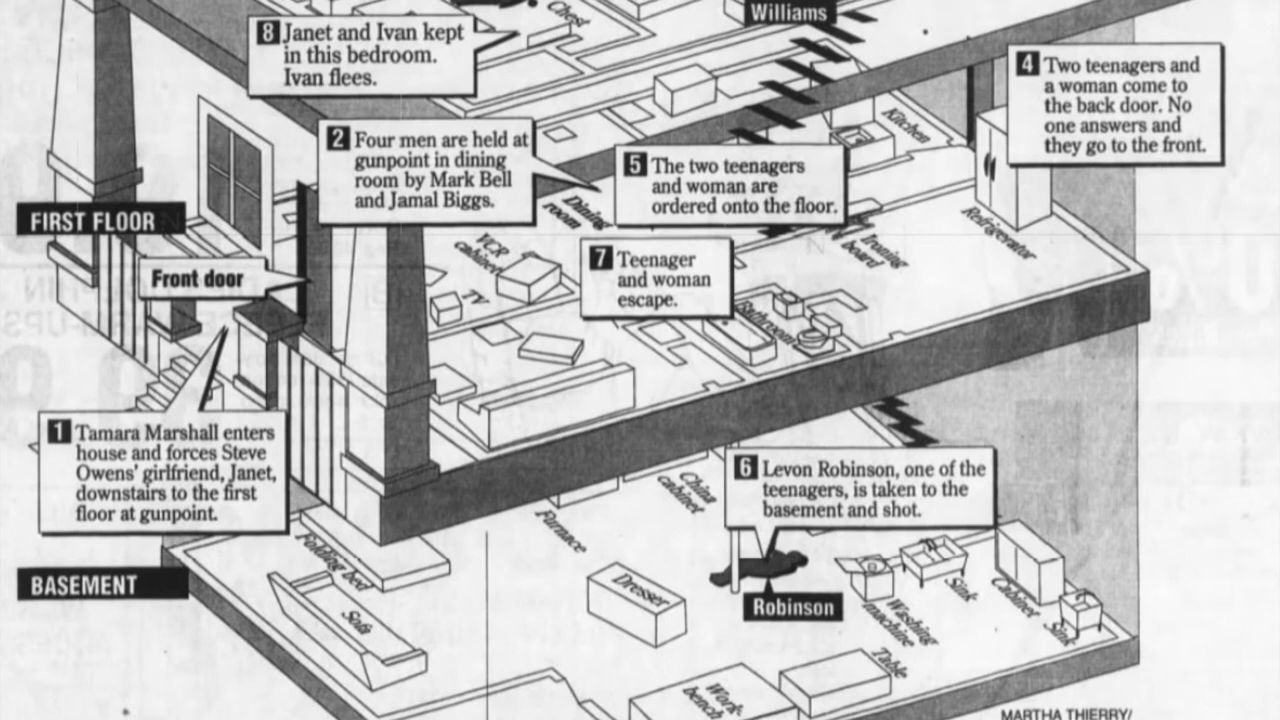 Chest
Williams
8 Janet and Ivan kept
in this bedroom.
Ivan flees.
4 Two teenagers and
a woman come to
the back door. No
one answers and
they go to the front.
Kitchen
2 Four men are held at
gunpoint in dining
room by Mark Bell
and Jamal Biggs.
5 The two teenagers
and woman are
ordered onto the floor.
FIRST FLOOR
Dining
room
Refrigerator
Ironing
board
VCR
cabinet
7 Teenager
and woman
escape.
Front door
TV
Bathroom
1 Tamara Marshall enters
house and forces Steve
Owens' girlfriend, Janet,
downstairs to the first
floor at gunpoint.
6 Levon Robinson, one of the
teenagers, is taken to the
basement and shot.
China
cabinet
Furnace
Folding bed
BASEMENT
Dresser
Sofa
Robinson
Washing
machine
Sink
Cabinet
Sink
Table
Work-
bench
MARTHA THIERRY/